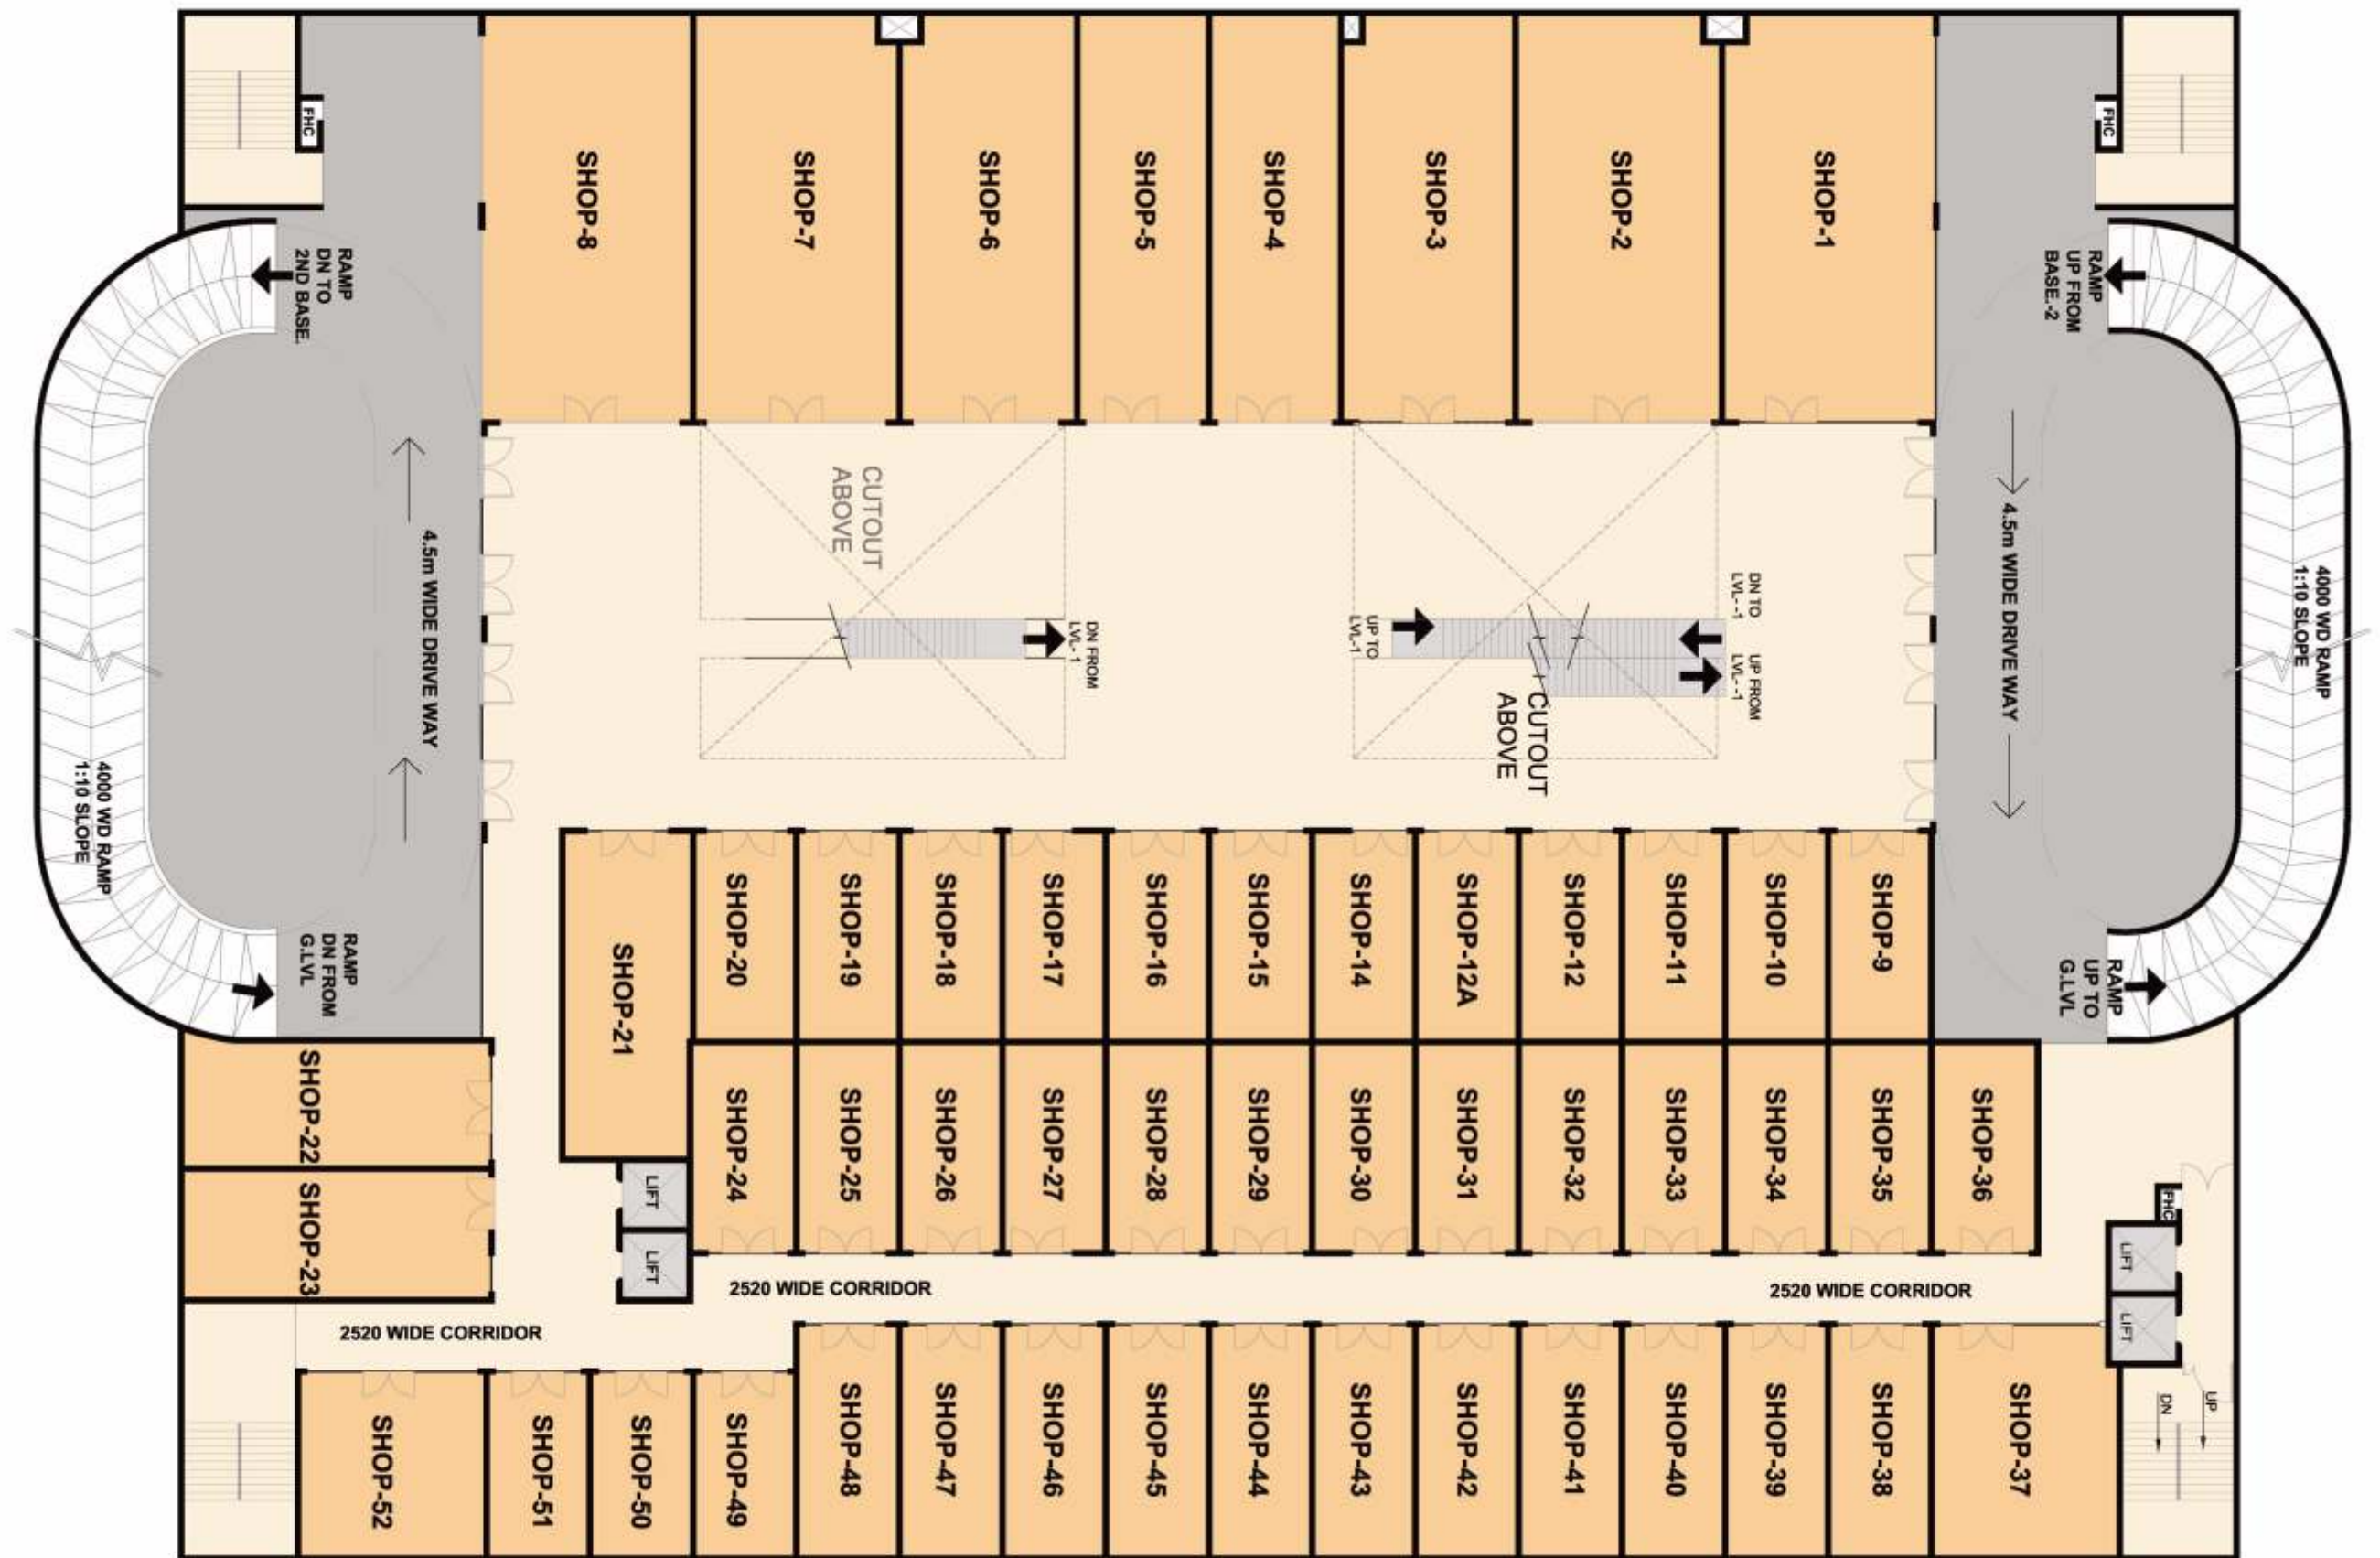 FHC
FHC
SHOP-8
SHOP-7
SHOP-6
SHOP-5
SHOP-4
SHOP-3
SHOP-2
SHOP-1
RAMP
DN TO
2ND BASE.
RAMP
UP FROM
BASE.-2
CUTOUT
ABOVE
4.5m WIDE DRIVE WAY
4.5m WIDE DRIVE WAY
DN FROM
LVL- 1
UP TO
LVL-1
DN TO
LVL--1
UP FROM
LVL--1
CUTOUT
ABOVE
4000 WD RAMP
1:10 SLOPE
4000 WD RAMP
1:10 SLOPE
RAMP
DN FROM
G.LVL
RAMP
UP TO
G.LVL
SHOP-21
SHOP-20
SHOP-19
SHOP-18
SHOP-17
SHOP-16
SHOP-15
SHOP-14
SHOP-12A
SHOP-12
SHOP-11
SHOP-10
SHOP-9
SHOP-22
SHOP-23
SHOP-24
SHOP-25
SHOP-26
SHOP-27
SHOP-28
SHOP-29
SHOP-30
SHOP-31
SHOP-32
SHOP-33
SHOP-34
SHOP-35
SHOP-36
LIFT
LIFT
FHC
LIFT
LIFT
2520 WIDE CORRIDOR
2520 WIDE CORRIDOR
2520 WIDE CORRIDOR
SHOP-52
SHOP-51
SHOP-50
SHOP-49
SHOP-48
SHOP-47
SHOP-46
SHOP-45
SHOP-44
SHOP-43
SHOP-42
SHOP-41
SHOP-40
SHOP-39
SHOP-38
SHOP-37
DN
UP